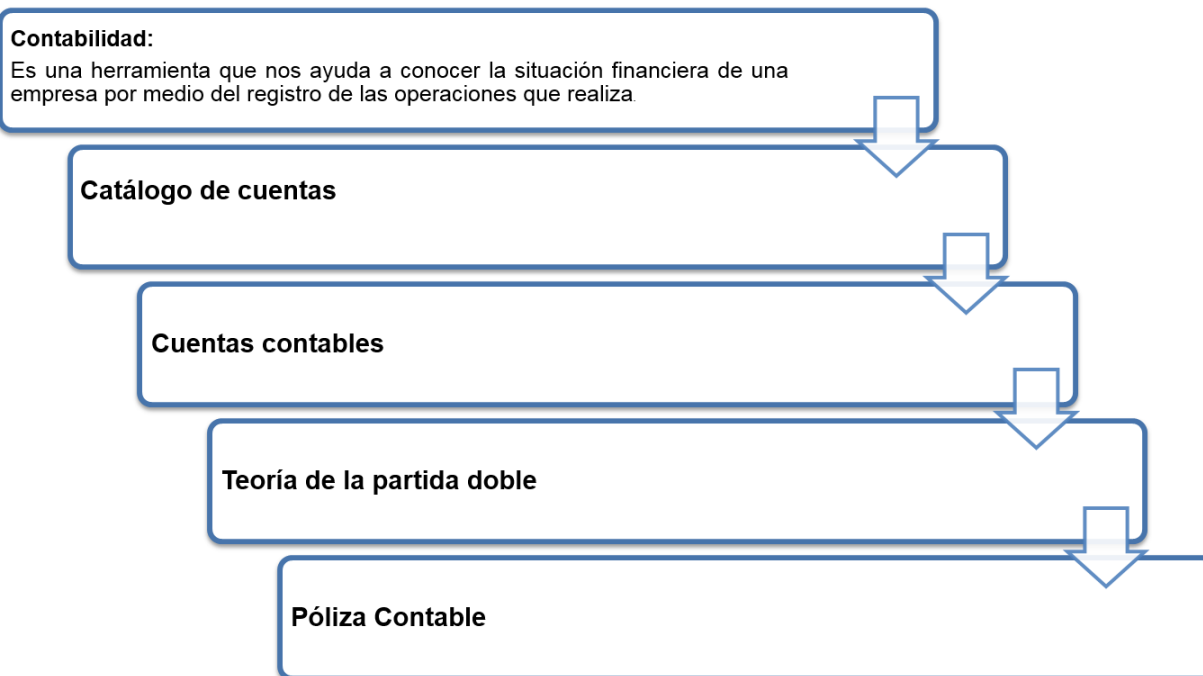 Contabilidad:
Es una herramienta que nos ayuda a conocer la situación financiera de una
empresa por medio del registro de las operaciones que realiza.
Catálogo de cuentas
Cuentas contables
Teoría de la partida doble
Póliza Contable